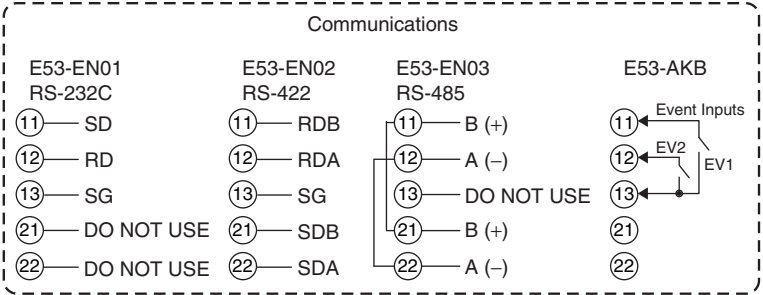 Communications
E53-EN01 E53-EN02 E53-EN03 E53-AKB
RS-232C RS-422 RS-485
11 SD 11 RDB 11 B (+) 11 Event Inputs
12 RD 12 RDA 12 A (−) 12 EV2 EV1
13 SG 13 SG 13 DO NOT USE 13
21 DO NOT USE 21 SDB 21 B (+) 21
22 DO NOT USE 22 SDA 22 A (−) 22